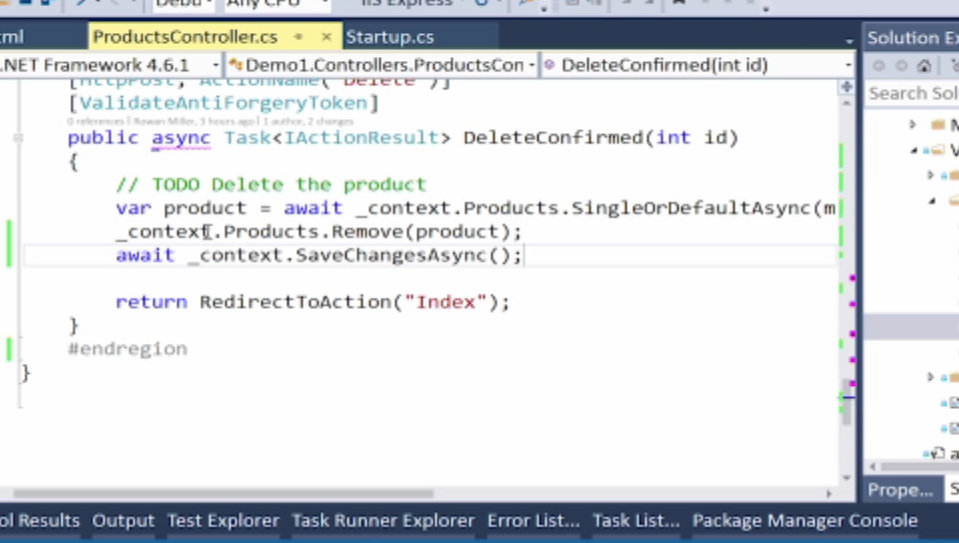 Debu Any CPU IIS Express
tml ProductsController.cs Startup.cs Solution Ex
.NET Framework 4.6.1 Demo1.Controllers.ProductsCon DeleteConfirmed(int id)
Search Sol
[HttpPost, ActionName("Delete")]
[ValidateAntiForgeryToken]
0 references | Rowan Miller, 3 hours ago | 1 author, 2 changes
public async Task<IActionResult> DeleteConfirmed(int id)
{
// TODO Delete the product
var product = await _context.Products.SingleOrDefaultAsync(m
_context.Products.Remove(product);
await _context.SaveChangesAsync();
return RedirectToAction("Index");
}
#endregion
}
Prope... S
ol Results Output Test Explorer Task Runner Explorer Error List... Task List... Package Manager Console